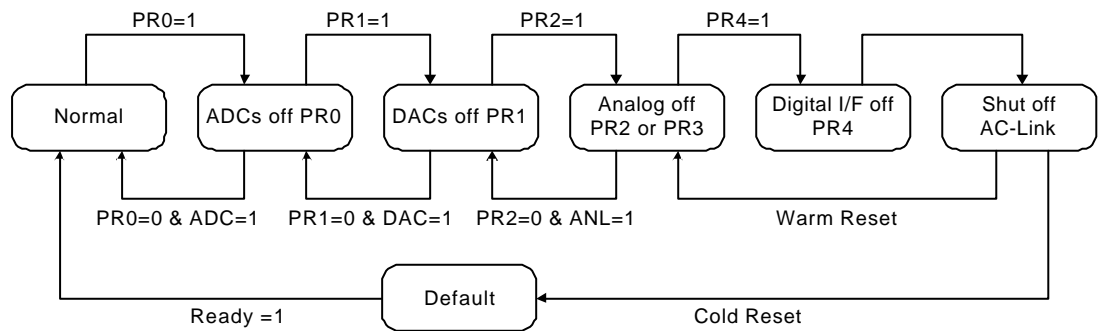 PR0=1
PR1=1
PR2=1
PR4=1
Normal
ADCs off PR0
DACs off PR1
Analog off
PR2 or PR3
Digital I/F off
PR4
Shut off
AC-Link
PR0=0 & ADC=1
PR1=0 & DAC=1
PR2=0 & ANL=1
Warm Reset
Default
Ready =1
Cold Reset